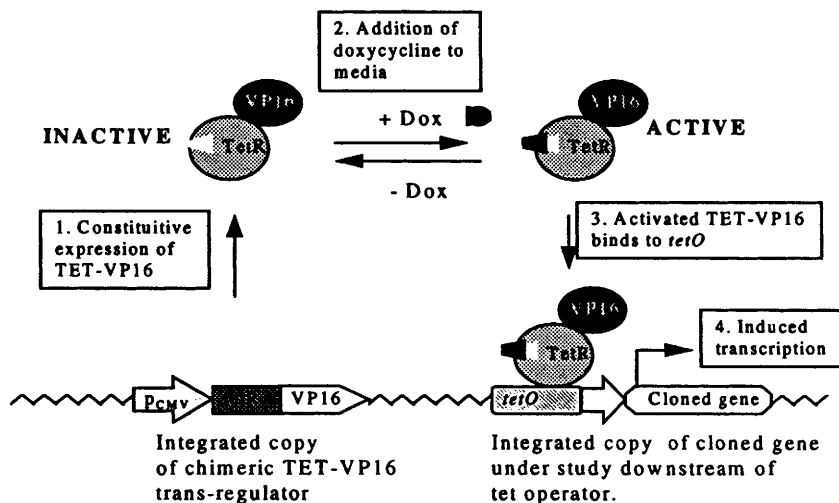 2. Addition of
doxycycline to
media
VP16
VP16
INACTIVE
+ Dox
ACTIVE
TetR
TetR
- Dox
1. Constituitive
expression of
TET-VP16
3. Activated TET-VP16
binds to tetO
VP16
TetR
4. Induced
transcription
PCMV
VP16
tetO
Cloned gene
Integrated copy
of chimeric TET-VP16
trans-regulator
Integrated copy of cloned gene
under study downstream of
tet operator.